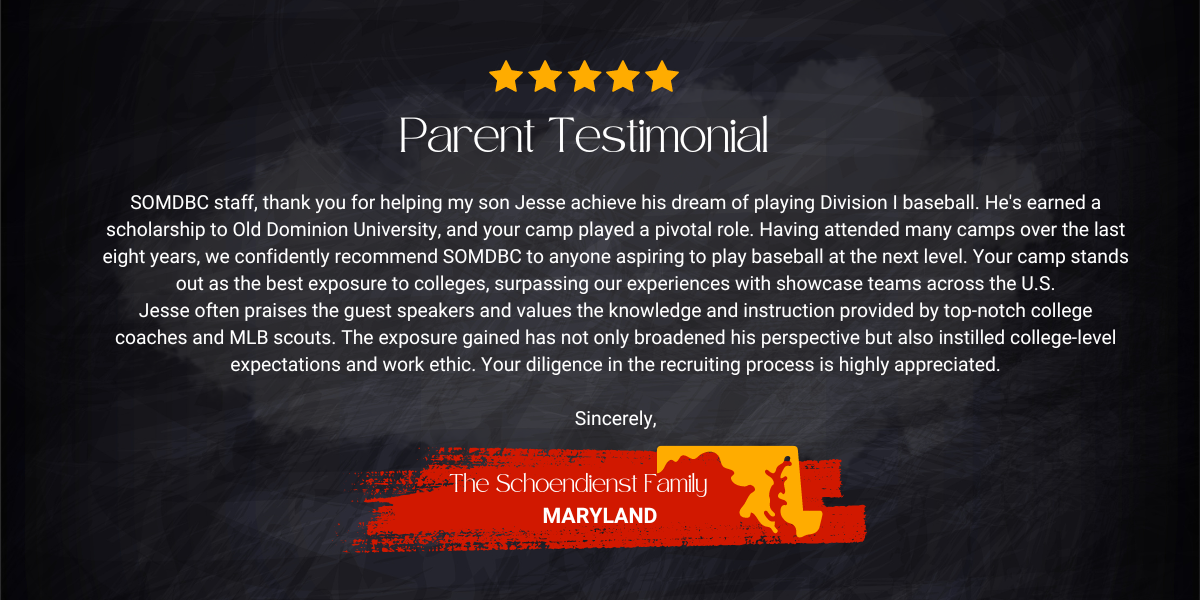 Parent Testimonial
SOMDBC staff, thank you for helping my son Jesse achieve his dream of playing Division I baseball. He's earned a
scholarship to Old Dominion University, and your camp played a pivotal role. Having attended many camps over the last
eight years, we confidently recommend SOMDBC to anyone aspiring to play baseball at the next level. Your camp stands
out as the best exposure to colleges, surpassing our experiences with showcase teams across the U.S.
Jesse often praises the guest speakers and values the knowledge and instruction provided by top-notch college
coaches and MLB scouts. The exposure gained has not only broadened his perspective but also instilled college-level
expectations and work ethic. Your diligence in the recruiting process is highly appreciated.
Sincerely,
The Schoendienst Family
MARYLAND